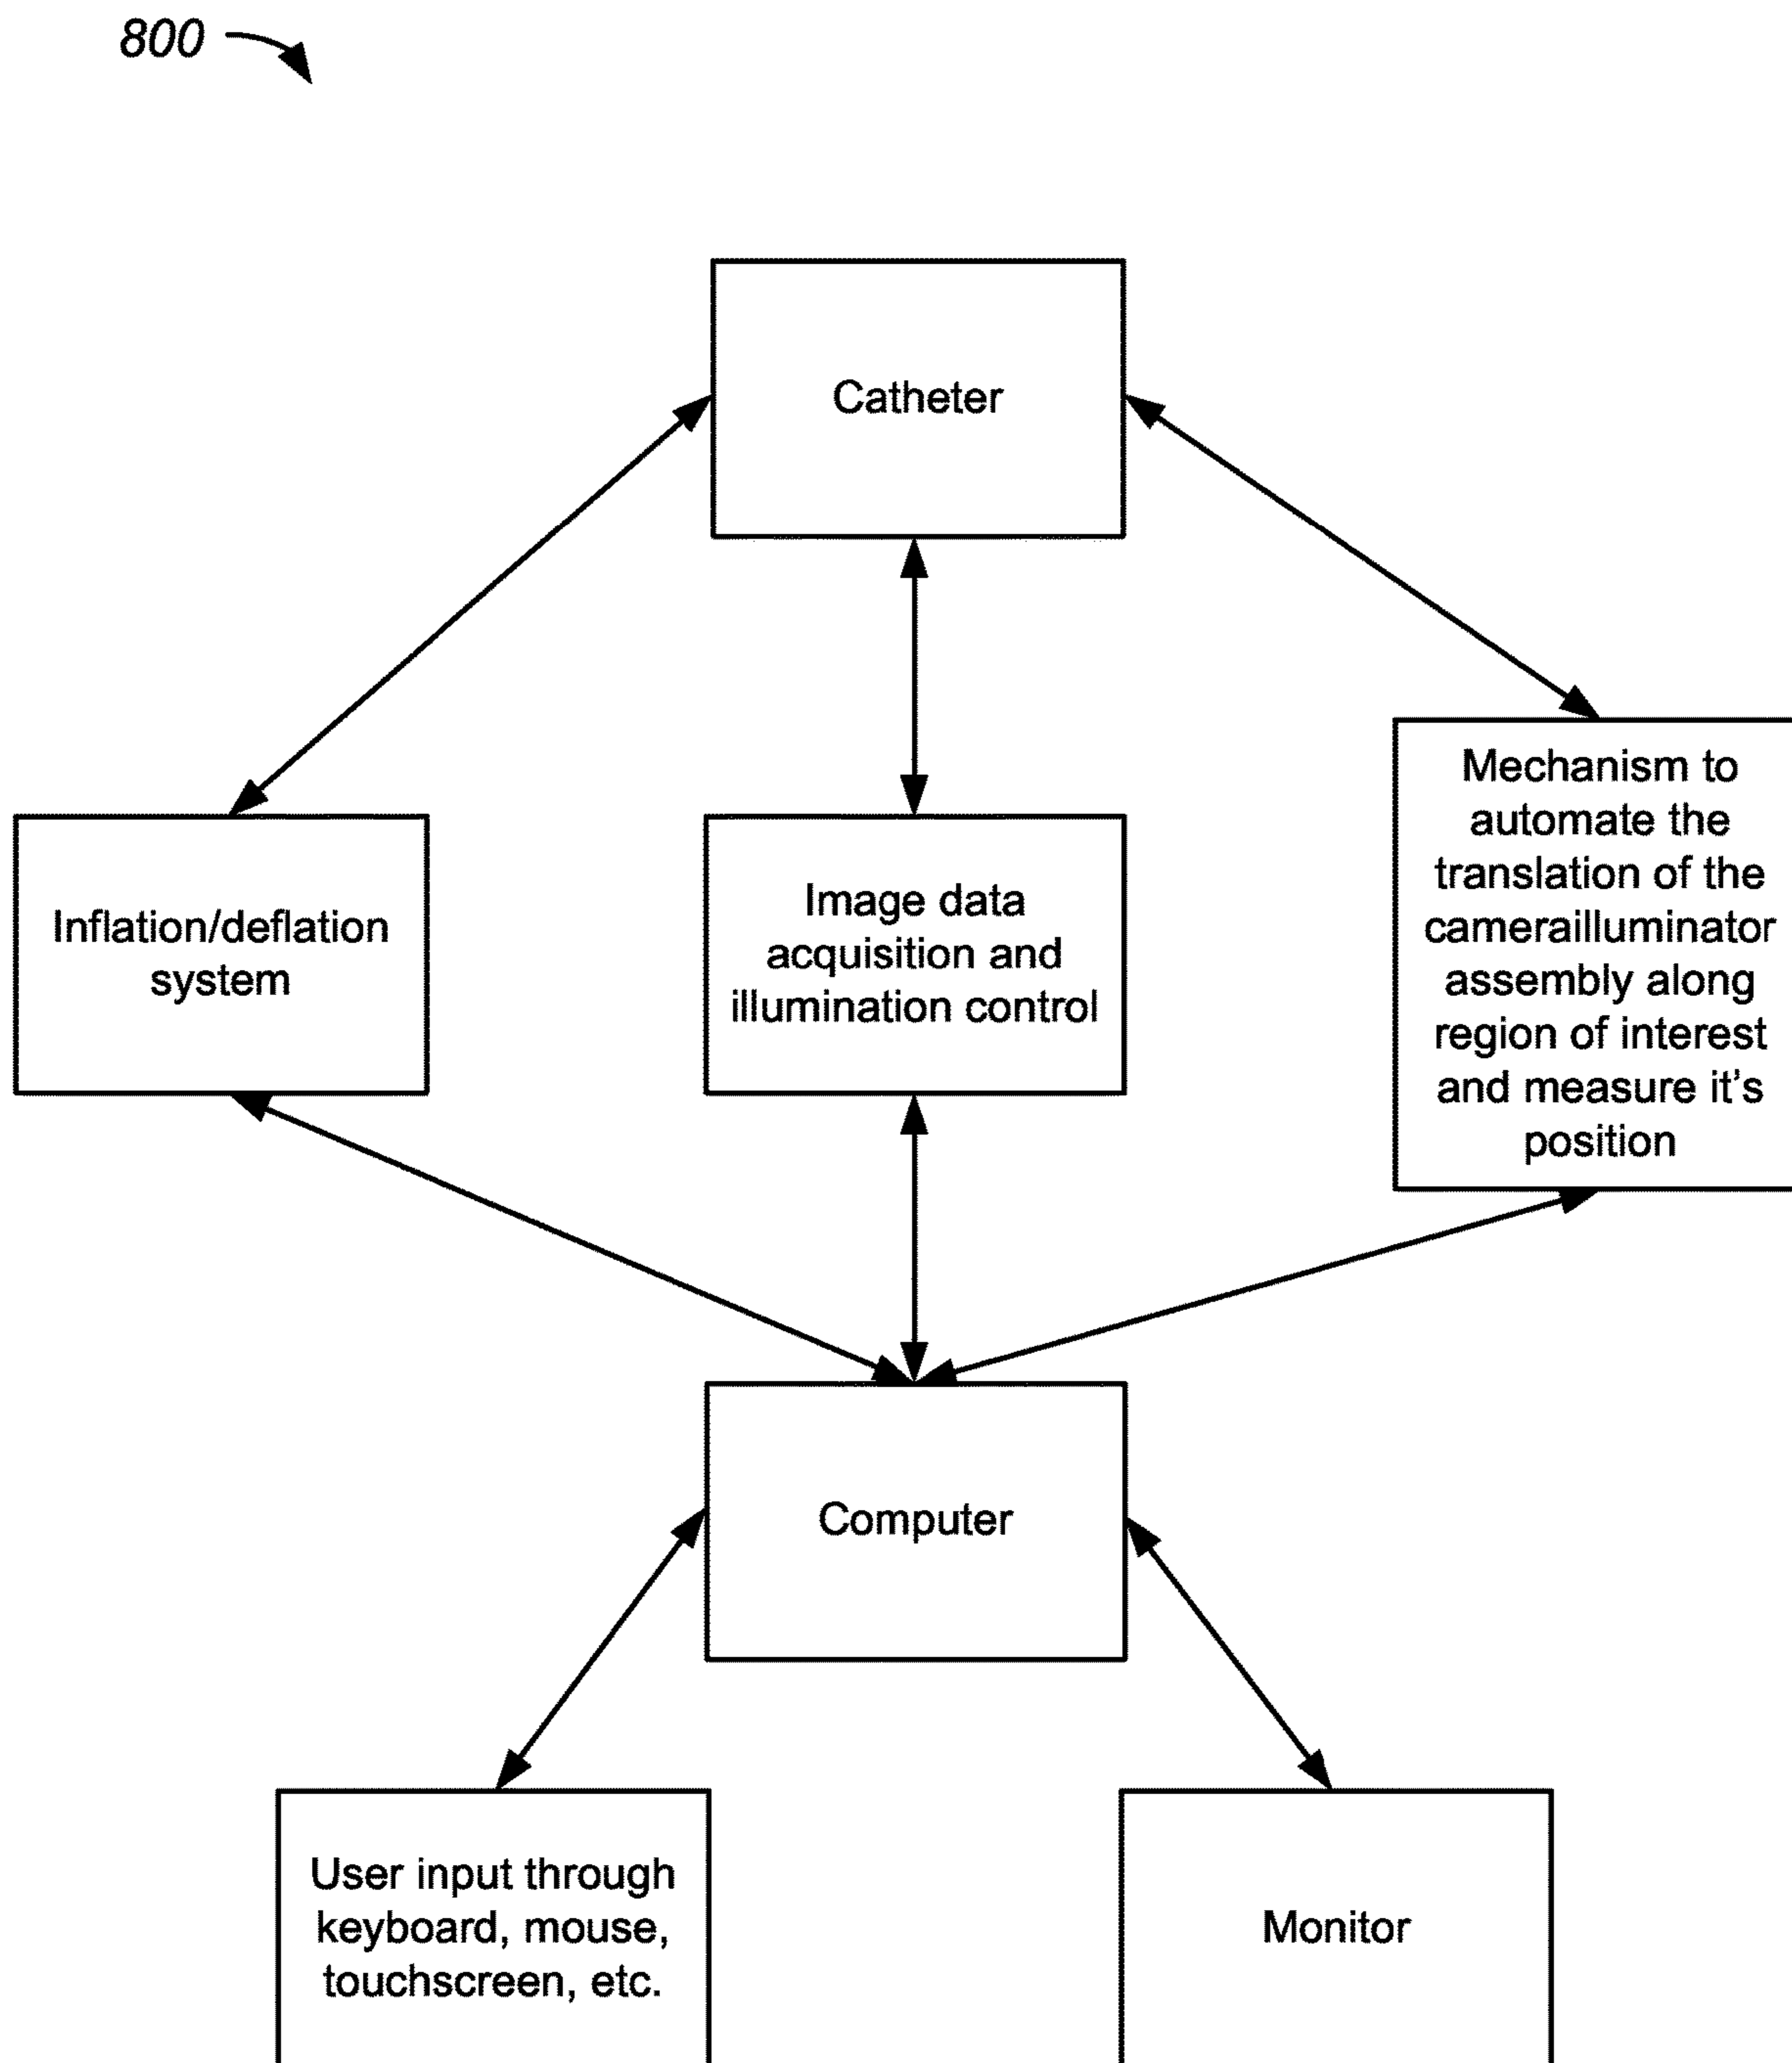 800
Catheter
Inflation/deflation
system
Image data
acquisition and
illumination control
Mechanism to
automate the
translation of the
camerailluminator
assembly along
region of interest
and measure it's
position
Computer
User input through
keyboard, mouse,
touchscreen, etc.
Monitor